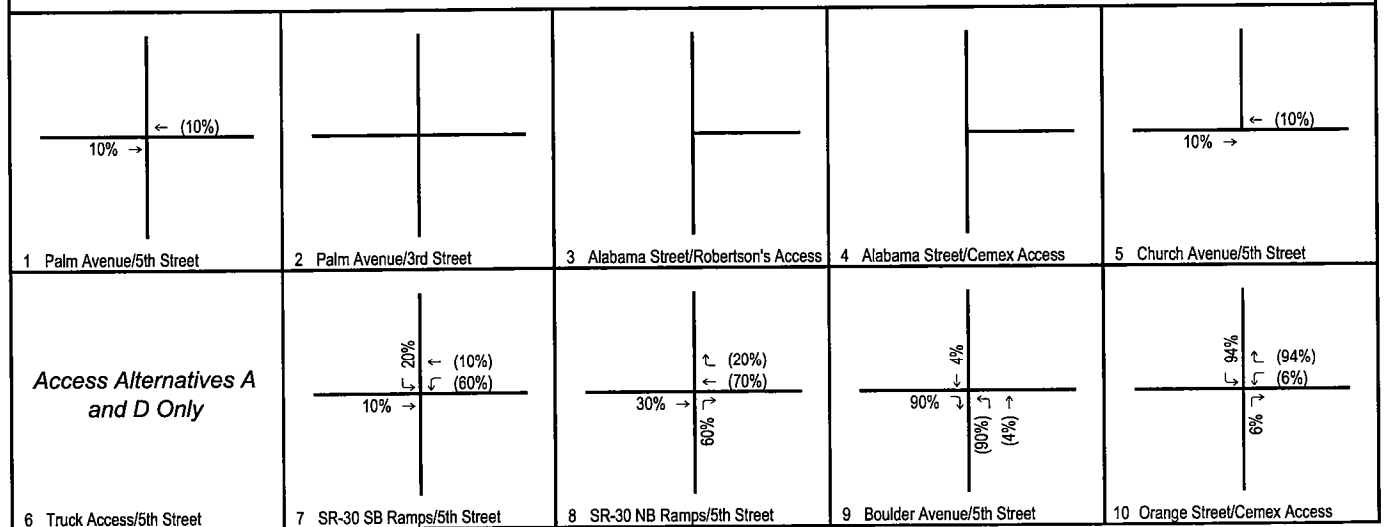 ← (10%)
10% →
1 Palm Avenue/5th Street
2 Palm Avenue/3rd Street
3 Alabama Street/Robertson's Access
4 Alabama Street/Cemex Access
← (10%)
10% →
5 Church Avenue/5th Street
Access Alternatives A
and D Only
6 Truck Access/5th Street
20%
← (10%)
(60%)
10% →
7 SR-30 SB Ramps/5th Street
(20%)
← (70%)
30% →
60%
8 SR-30 NB Ramps/5th Street
4%
90%
(90%)
(4%)
9 Boulder Avenue/5th Street
94%
(94%)
(6%)
6%
10 Orange Street/Cemex Access